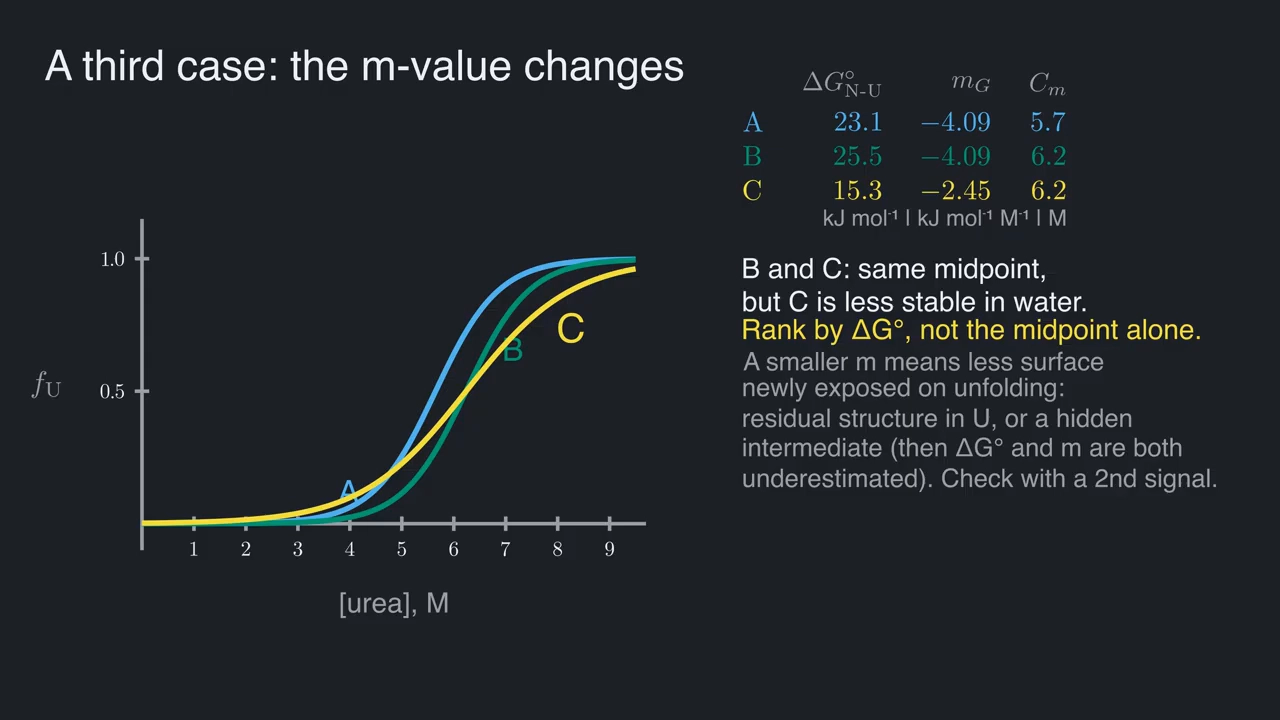 A third case: the m-value changes
ΔG°N-U mG Cm
A 23.1 −4.09 5.7
B 25.5 −4.09 6.2
C 15.3 −2.45 6.2
kJ mol⁻¹ | kJ mol⁻¹ M⁻¹ | M
B and C: same midpoint,
but C is less stable in water.
Rank by ΔG°, not the midpoint alone.
A smaller m means less surface
newly exposed on unfolding:
residual structure in U, or a hidden
intermediate (then ΔG° and m are both
underestimated). Check with a 2nd signal.
1.0
C
B
fU
0.5
A
1 2 3 4 5 6 7 8 9
[urea], M